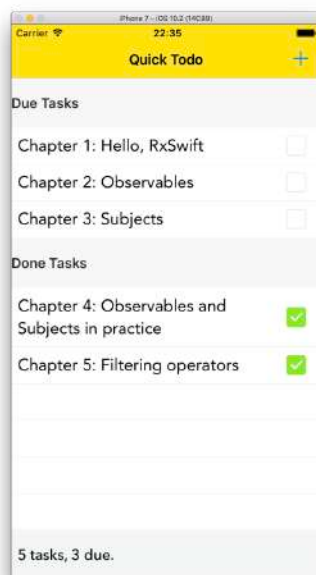 iPhone 7 – iOS 10.2 (14C89)
Carrier 22:35
Quick Todo +
Due Tasks
Chapter 1: Hello, RxSwift
Chapter 2: Observables
Chapter 3: Subjects
Done Tasks
Chapter 4: Observables and
Subjects in practice
Chapter 5: Filtering operators
5 tasks, 3 due.